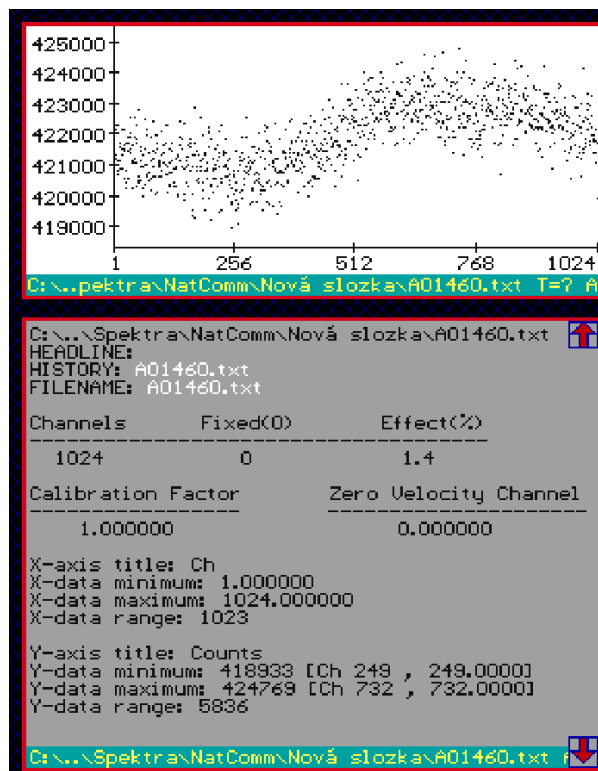 425000
424000
423000
422000
421000
420000
419000
1 256 512 768 1024
C:\..pektra\NatComm\Nová slozka\A01460.txt T=? A
C:\..\Spektra\NatComm\Nová slozka\A01460.txt
HEADLINE:
HISTORY: A01460.txt
FILENAME: A01460.txt
Channels Fixed(0) Effect(%)
1024 0 1.4
Calibration Factor Zero Velocity Channel
1.000000 0.000000
X-axis title: Ch
X-data minimum: 1.000000
X-data maximum: 1024.000000
X-data range: 1023
Y-axis title: Counts
Y-data minimum: 418933 [Ch 249 , 249.0000]
Y-data maximum: 424769 [Ch 732 , 732.0000]
Y-data range: 5836
C:\..\Spektra\NatComm\Nová slozka\A01460.txt